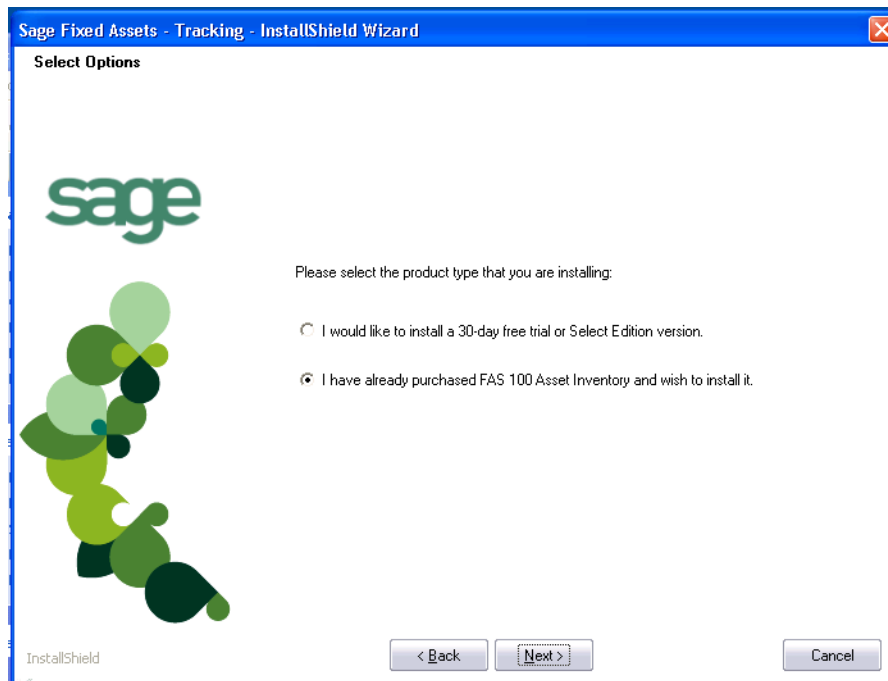 Sage Fixed Assets - Tracking - InstallShield Wizard
Select Options
sage
Please select the product type that you are installing:
I would like to install a 30-day free trial or Select Edition version.
I have already purchased FAS 100 Asset Inventory and wish to install it.
InstallShield
< Back
Next >
Cancel